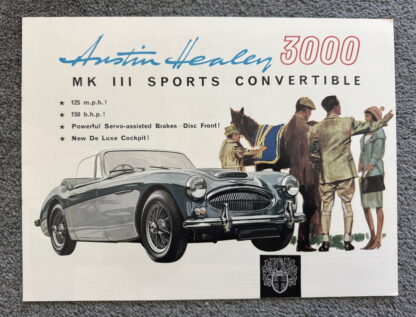 Austin Healey 3000
MK III SPORTS CONVERTIBLE
★ 125 m.p.h.!
★ 150 b.h.p.!
★ Powerful Servo-assisted Brakes - Disc Front!
★ New De Luxe Cockpit!